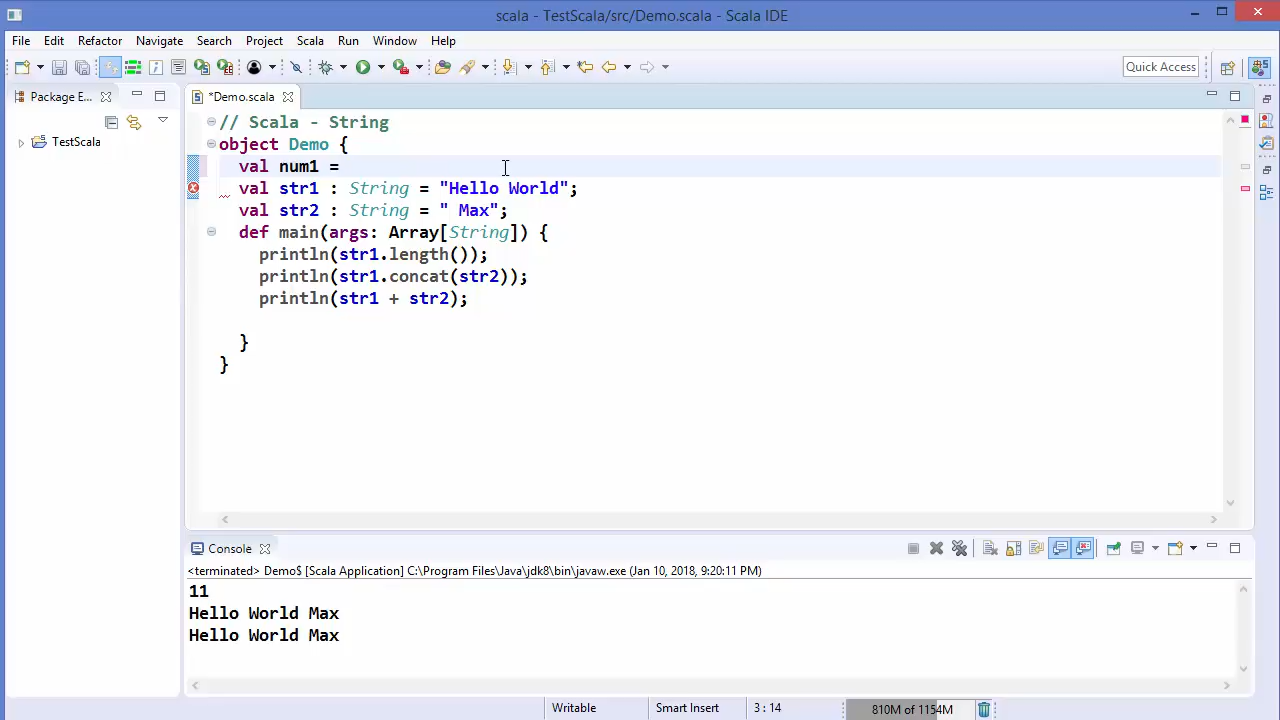 scala - TestScala/src/Demo.scala - Scala IDE
File Edit Refactor Navigate Search Project Scala Run Window Help
Quick Access
Package E...
*Demo.scala
TestScala
// Scala - String
object Demo {
val num1 =
val str1 : String = "Hello World";
val str2 : String = " Max";
def main(args: Array[String]) {
println(str1.length());
println(str1.concat(str2));
println(str1 + str2);
}
}
Console
<terminated> Demo$ [Scala Application] C:\Program Files\Java\jdk8\bin\javaw.exe (Jan 10, 2018, 9:20:11 PM)
11
Hello World Max
Hello World Max
Writable Smart Insert 3 : 14 810M of 1154M